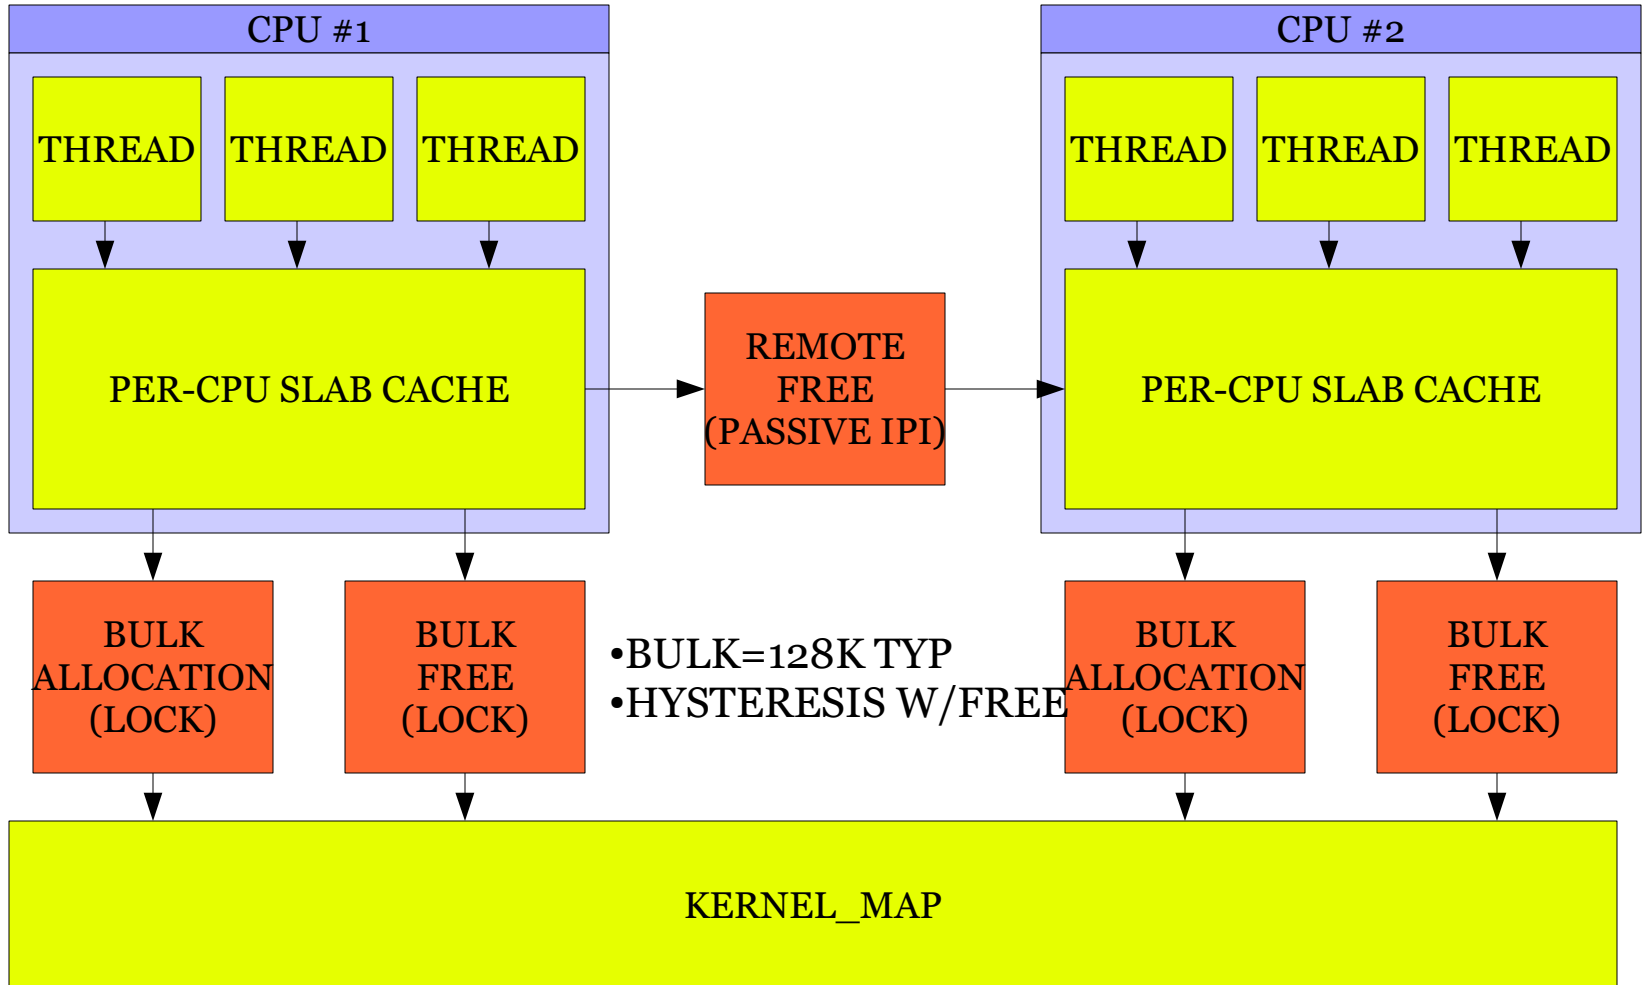 CPU #1
CPU #2
THREAD
THREAD
THREAD
THREAD
THREAD
THREAD
PER-CPU SLAB CACHE
REMOTE
FREE
(PASSIVE IPI)
PER-CPU SLAB CACHE
BULK
ALLOCATION
(LOCK)
BULK
FREE
(LOCK)
•BULK=128K TYP
•HYSTERESIS W/FREE
BULK
ALLOCATION
(LOCK)
BULK
FREE
(LOCK)
KERNEL_MAP